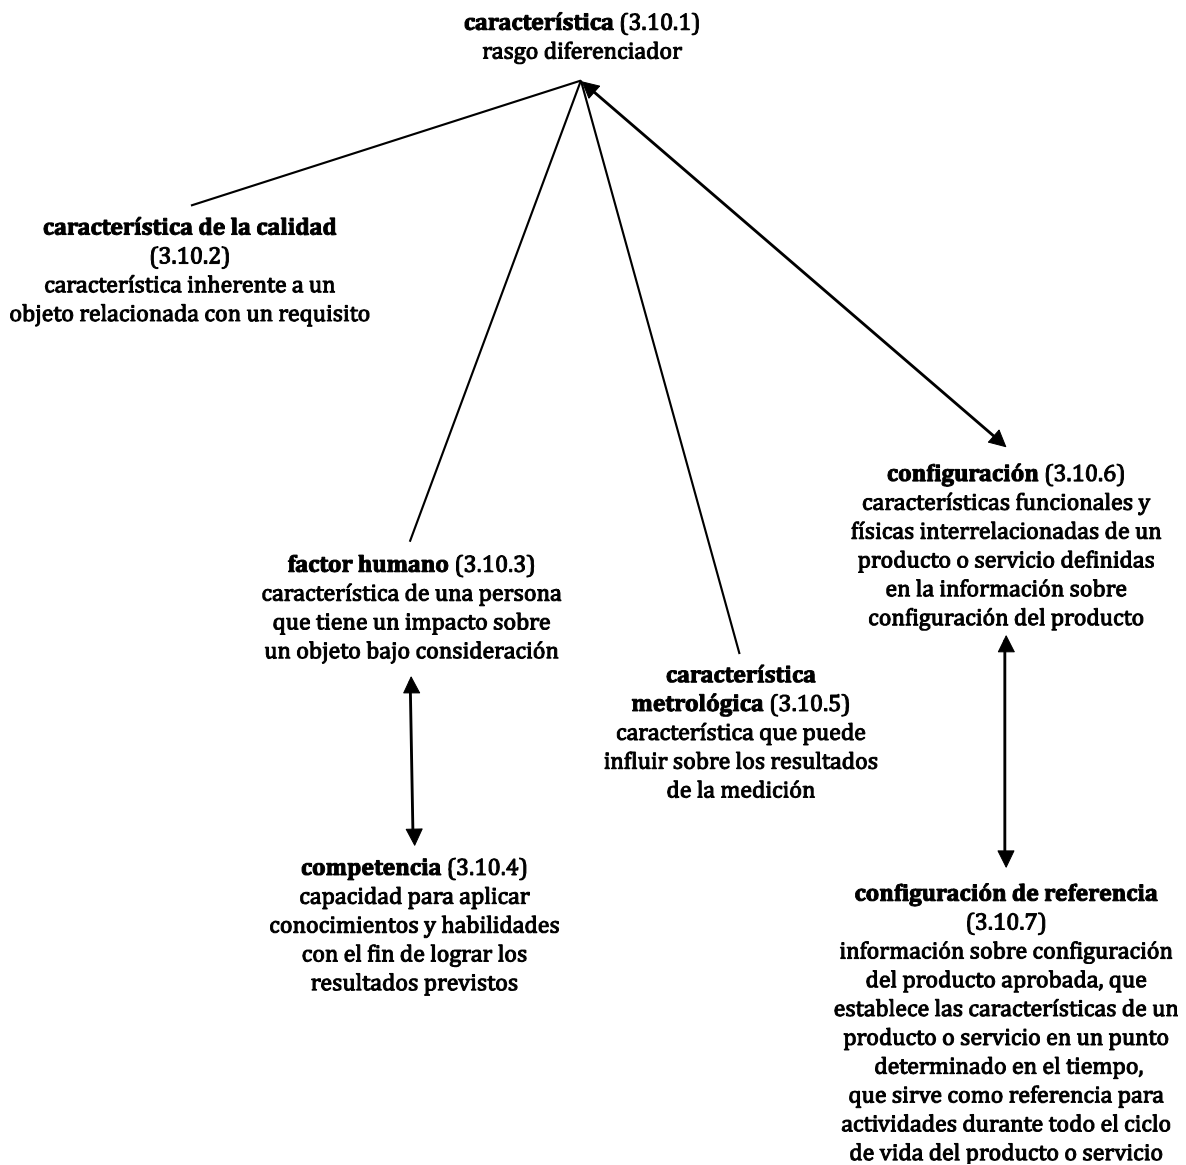 característica (3.10.1)
rasgo diferenciador
característica de la calidad
(3.10.2)
característica inherente a un
objeto relacionada con un requisito
factor humano (3.10.3)
característica de una persona
que tiene un impacto sobre
un objeto bajo consideración
competencia (3.10.4)
capacidad para aplicar
conocimientos y habilidades
con el fin de lograr los
resultados previstos
característica
metrológica (3.10.5)
característica que puede
influir sobre los resultados
de la medición
configuración (3.10.6)
características funcionales y
físicas interrelacionadas de un
producto o servicio definidas
en la información sobre
configuración del producto
configuración de referencia
(3.10.7)
información sobre configuración
del producto aprobada, que
establece las características de un
producto o servicio en un punto
determinado en el tiempo,
que sirve como referencia para
actividades durante todo el ciclo
de vida del producto o servicio